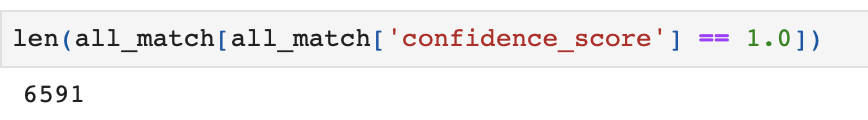 len(all_match[all_match['confidence_score'] == 1.0])
6591